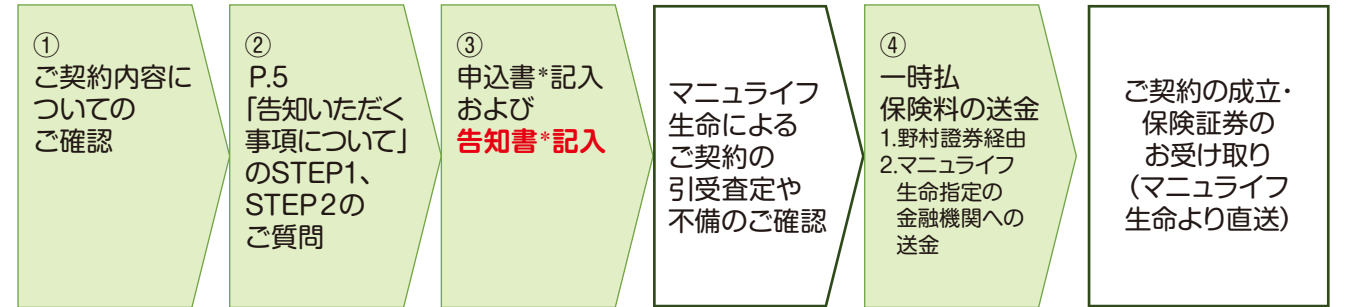 ①
ご契約内容に
ついての
ご確認
②
P.5
「告知いただく
事項について」
のSTEP1、
STEP2の
ご質問
③
申込書*記入
および
告知書*記入
マニュライフ
生命による
ご契約の
引受査定や
不備のご確認
④
一時払
保険料の送金
1.野村證券経由
2.マニュライフ
生命指定の
金融機関への
送金
ご契約の成立・
保険証券の
お受け取り
（マニュライフ
生命より直送）